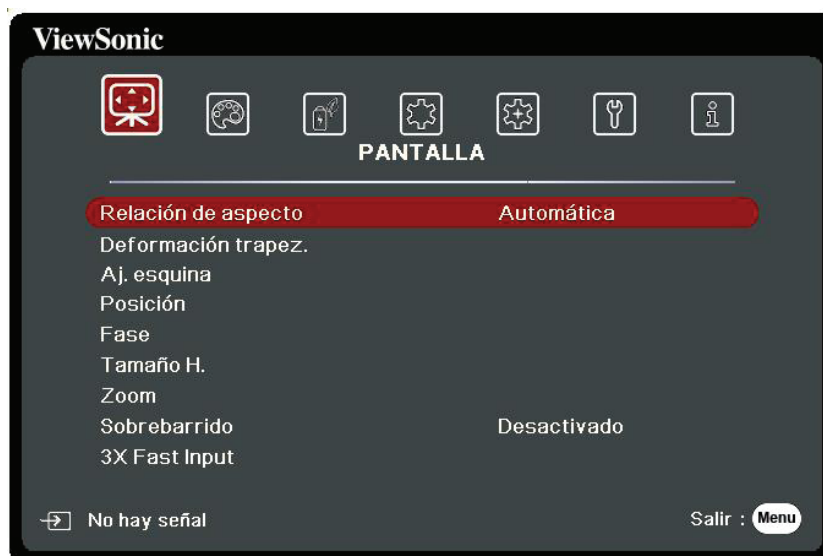 ViewSonic
PANTALLA
Relación de aspecto Automática
Deformación trapez.
Aj. esquina
Posición
Fase
Tamaño H.
Zoom
Sobrebarrido Desactivado
3X Fast Input
No hay señal Salir : Menu